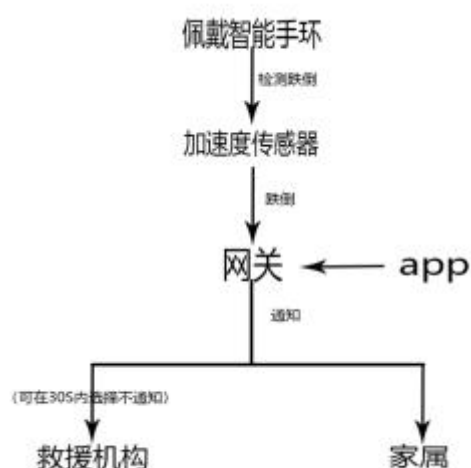 佩戴智能手环
检测跌倒
加速度传感器
跌倒
网关
app
通知
(可在30S内选择不通知)
救援机构
家属